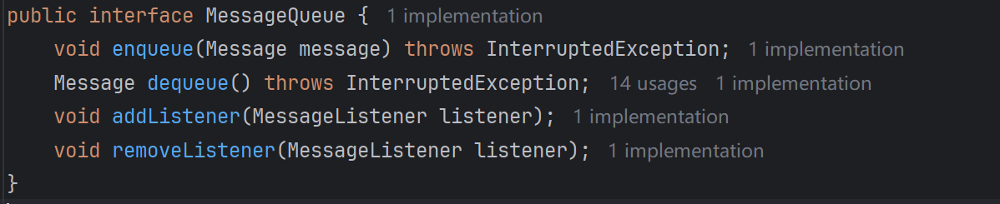 public interface MessageQueue { 1 implementation
void enqueue(Message message) throws InterruptedException; 1 implementation
Message dequeue() throws InterruptedException; 14 usages 1 implementation
void addListener(MessageListener listener); 1 implementation
void removeListener(MessageListener listener); 1 implementation
}